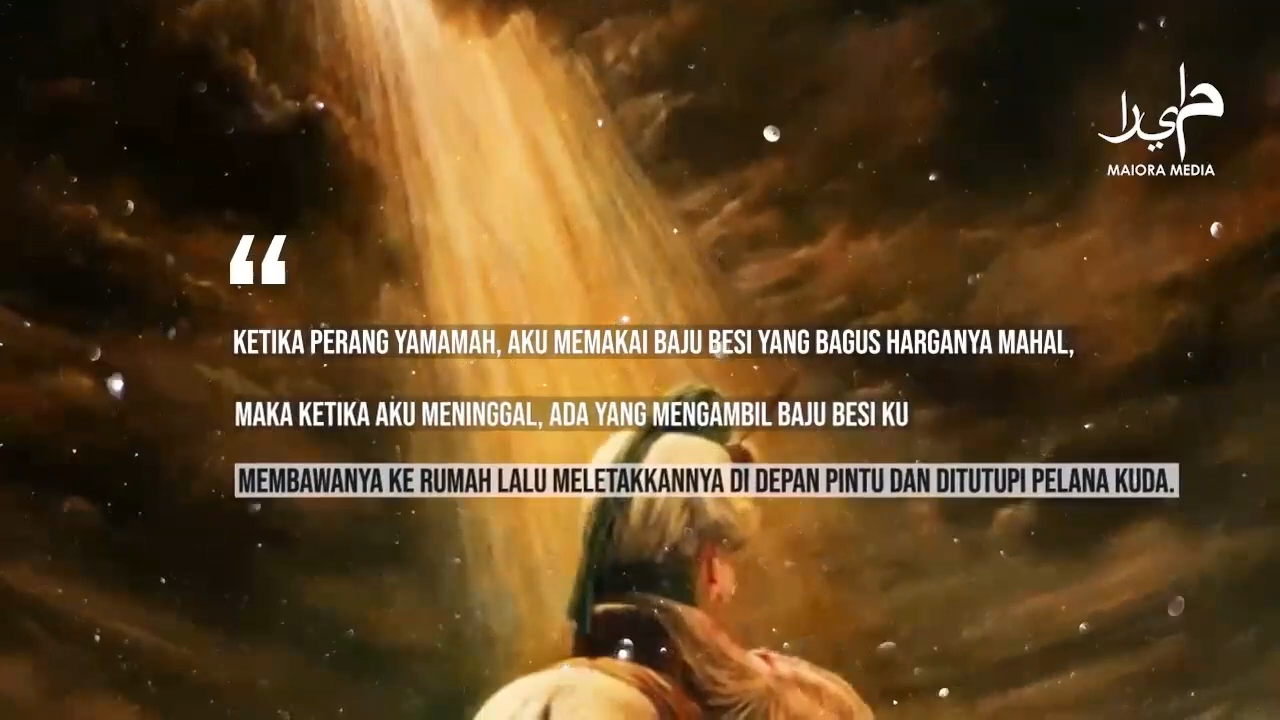 مايورا
MAIORA MEDIA
“
KETIKA PERANG YAMAMAH, AKU MEMAKAI BAJU BESI YANG BAGUS HARGANYA MAHAL,
MAKA KETIKA AKU MENINGGAL, ADA YANG MENGAMBIL BAJU BESI KU
MEMBAWANYA KE RUMAH LALU MELETAKKANNYA DI DEPAN PINTU DAN DITUTUPI PELANA KUDA.